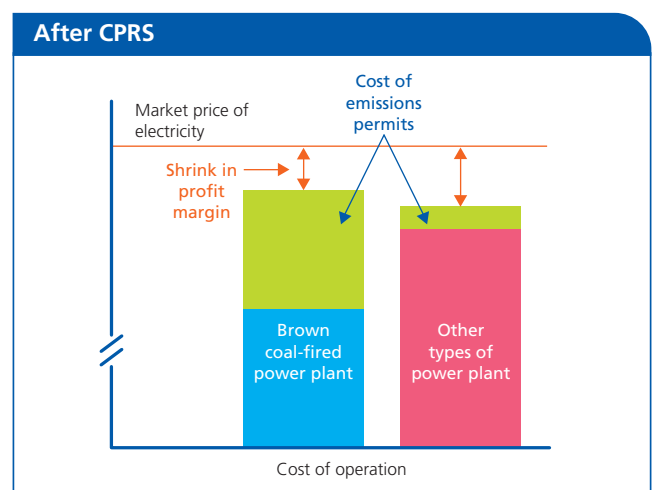 After CPRS
Cost of
emissions
permits
Market price of
electricity
Shrink in
profit
margin
Brown
coal-fired
power plant
Other
types of
power plant
Cost of operation